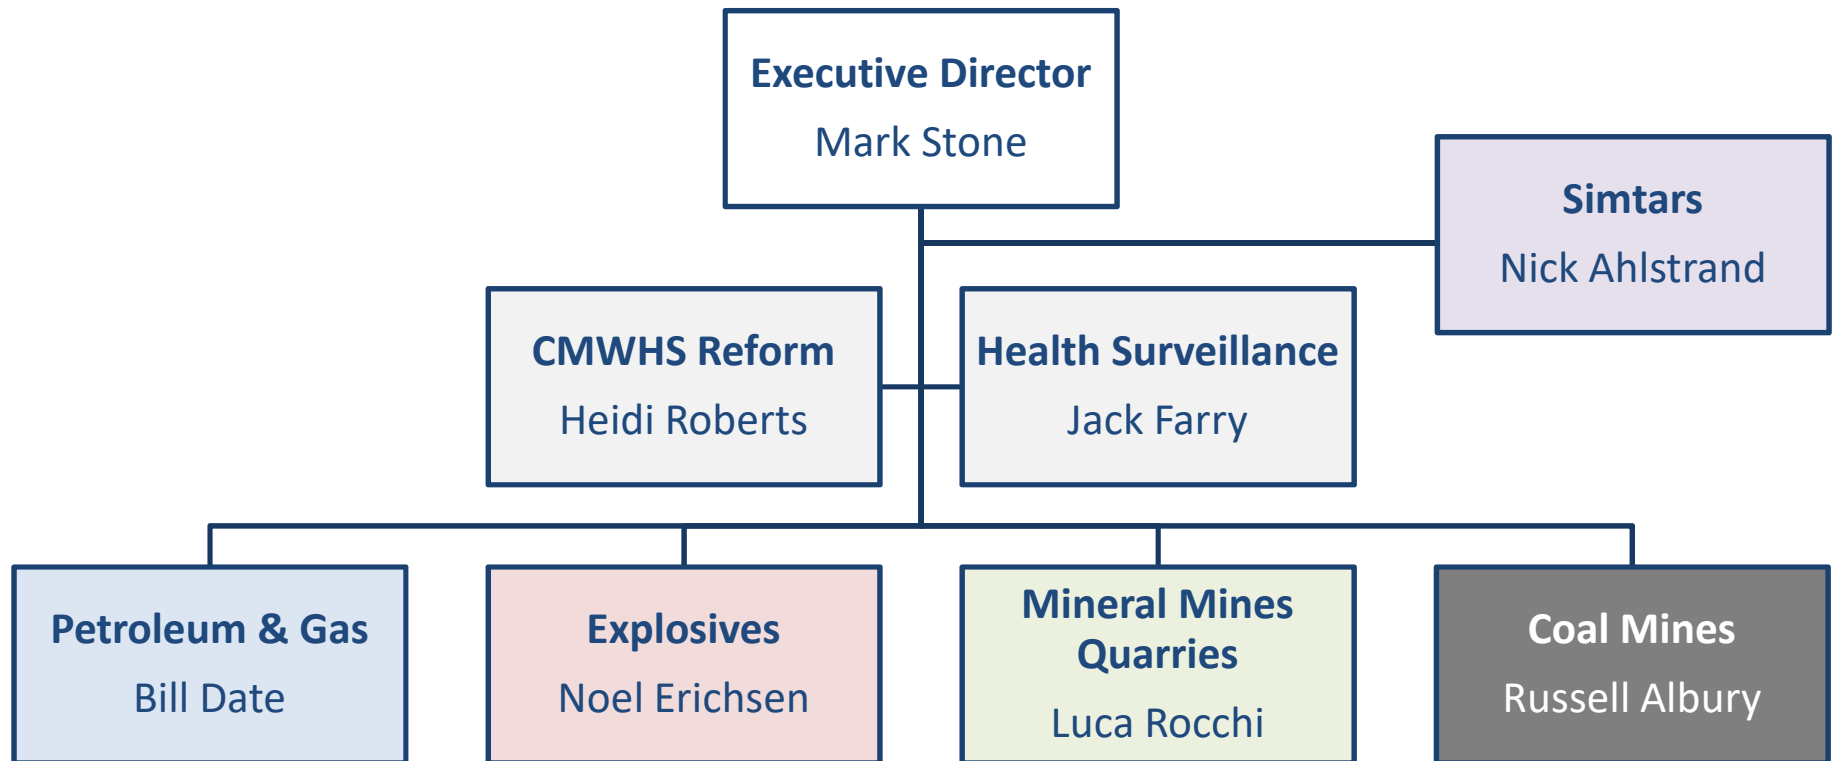 Executive Director
Mark Stone
Simtars
Nick Ahlstrand
CMWHS Reform
Heidi Roberts
Health Surveillance
Jack Farry
Petroleum & Gas
Bill Date
Explosives
Noel Erichsen
Mineral Mines
Quarries
Luca Rocchi
Coal Mines
Russell Albury